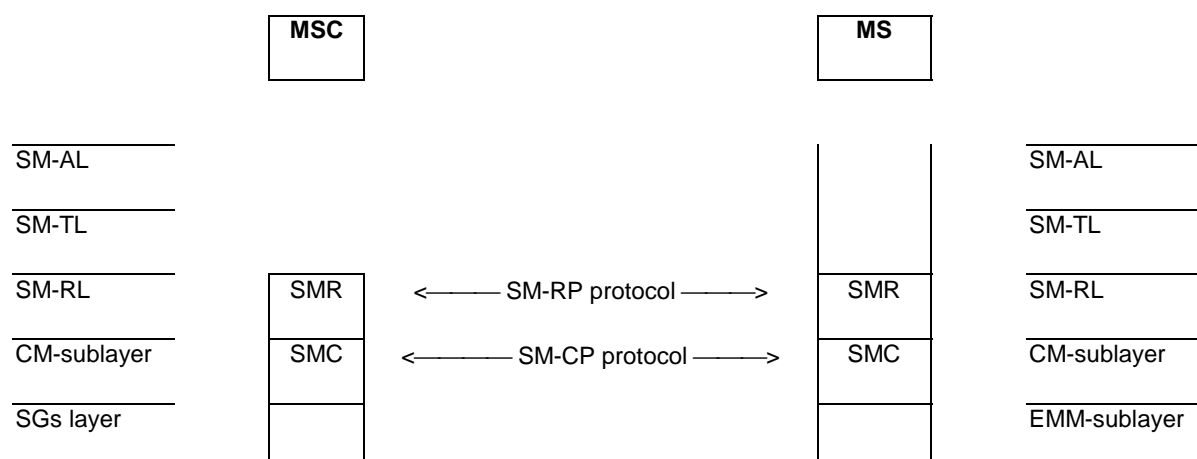 MSC MS
SM-AL SM-AL
SM-TL SM-TL
SM-RL SMR <——— SM-RP protocol ———> SMR SM-RL
CM-sublayer SMC <——— SM-CP protocol ———> SMC CM-sublayer
SGs layer EMM-sublayer